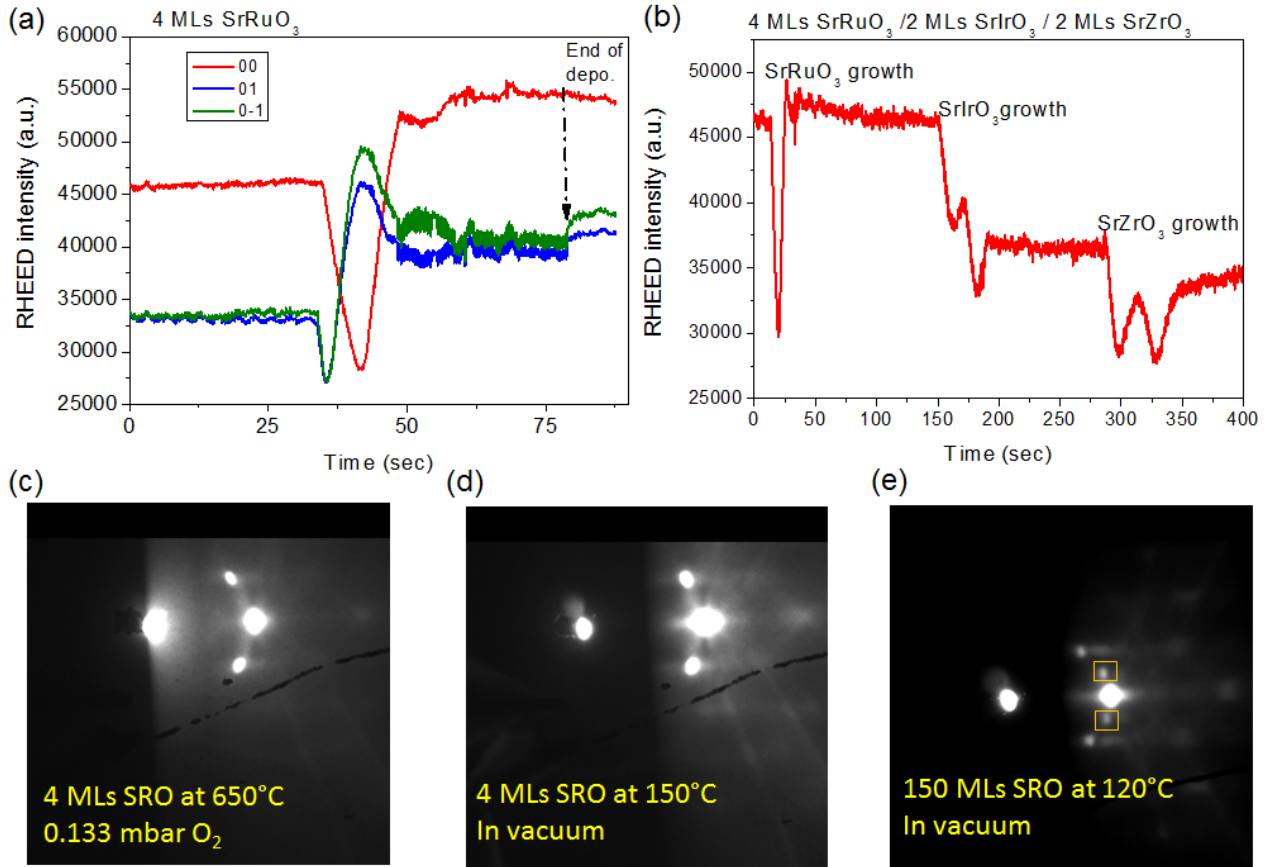 (a)
4 MLs SrRuO₃
RHEED intensity (a.u.)
60000
55000
50000
45000
40000
35000
30000
25000
00
01
0-1
End of
depo.
0
25
50
75
Time (sec)
(b)
4 MLs SrRuO₃ /2 MLs SrIrO₃ / 2 MLs SrZrO₃
RHEED intensity (a.u.)
50000
45000
40000
35000
30000
25000
SrRuO₃ growth
SrIrO₃growth
SrZrO₃ growth
0
50
100
150
200
250
300
350
400
Time (sec)
(c)
4 MLs SRO at 650°C
0.133 mbar O₂
(d)
4 MLs SRO at 150°C
In vacuum
(e)
150 MLs SRO at 120°C
In vacuum